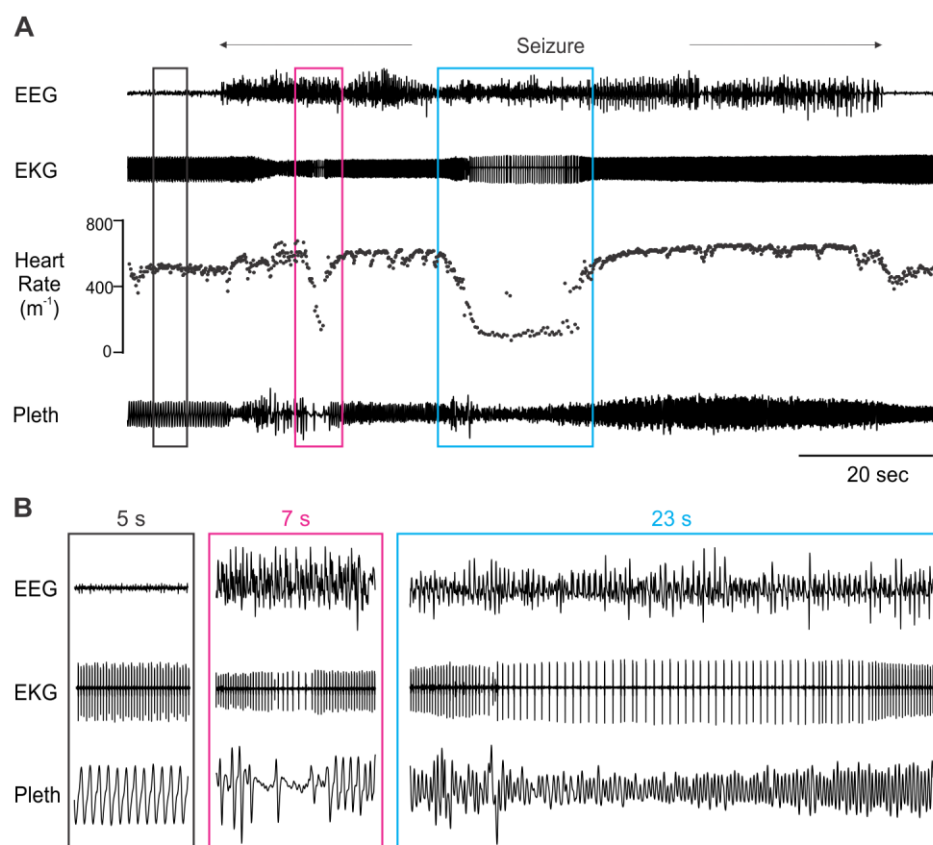 A
Seizure
EEG
EKG
800
Heart
Rate
(m⁻¹)
400
0
Pleth
20 sec
B
5 s
7 s
23 s
EEG
EKG
Pleth